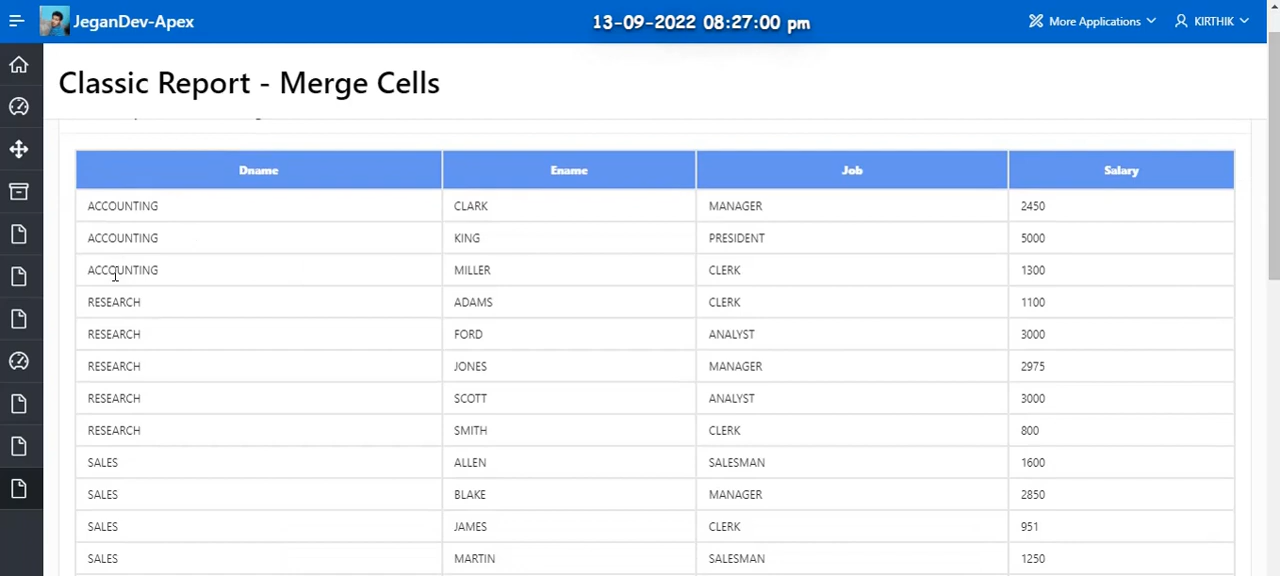 JeganDev-Apex
13-09-2022 08:27:00 pm
More Applications
KIRTHIK
Classic Report - Merge Cells
Dname Ename Job Salary
ACCOUNTING CLARK MANAGER 2450
ACCOUNTING KING PRESIDENT 5000
ACCOUNTING MILLER CLERK 1300
RESEARCH ADAMS CLERK 1100
RESEARCH FORD ANALYST 3000
RESEARCH JONES MANAGER 2975
RESEARCH SCOTT ANALYST 3000
RESEARCH SMITH CLERK 800
SALES ALLEN SALESMAN 1600
SALES BLAKE MANAGER 2850
SALES JAMES CLERK 951
SALES MARTIN SALESMAN 1250